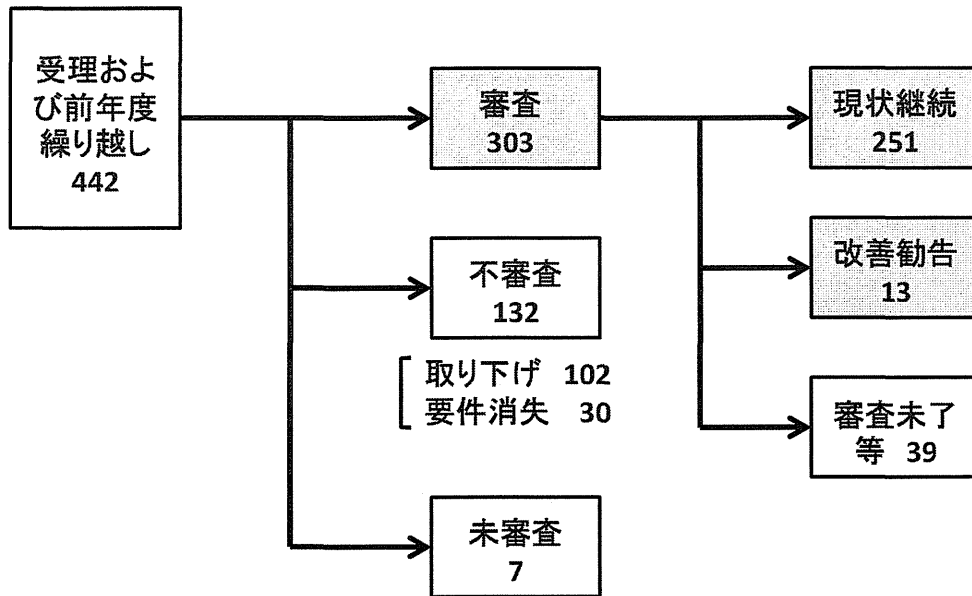 受理およ
び前年度
繰り越し
442
審査
303
不審査
132
取り下げ 102
要件消失 30
未審査
7
現状継続
251
改善勧告
13
審査未了
等 39